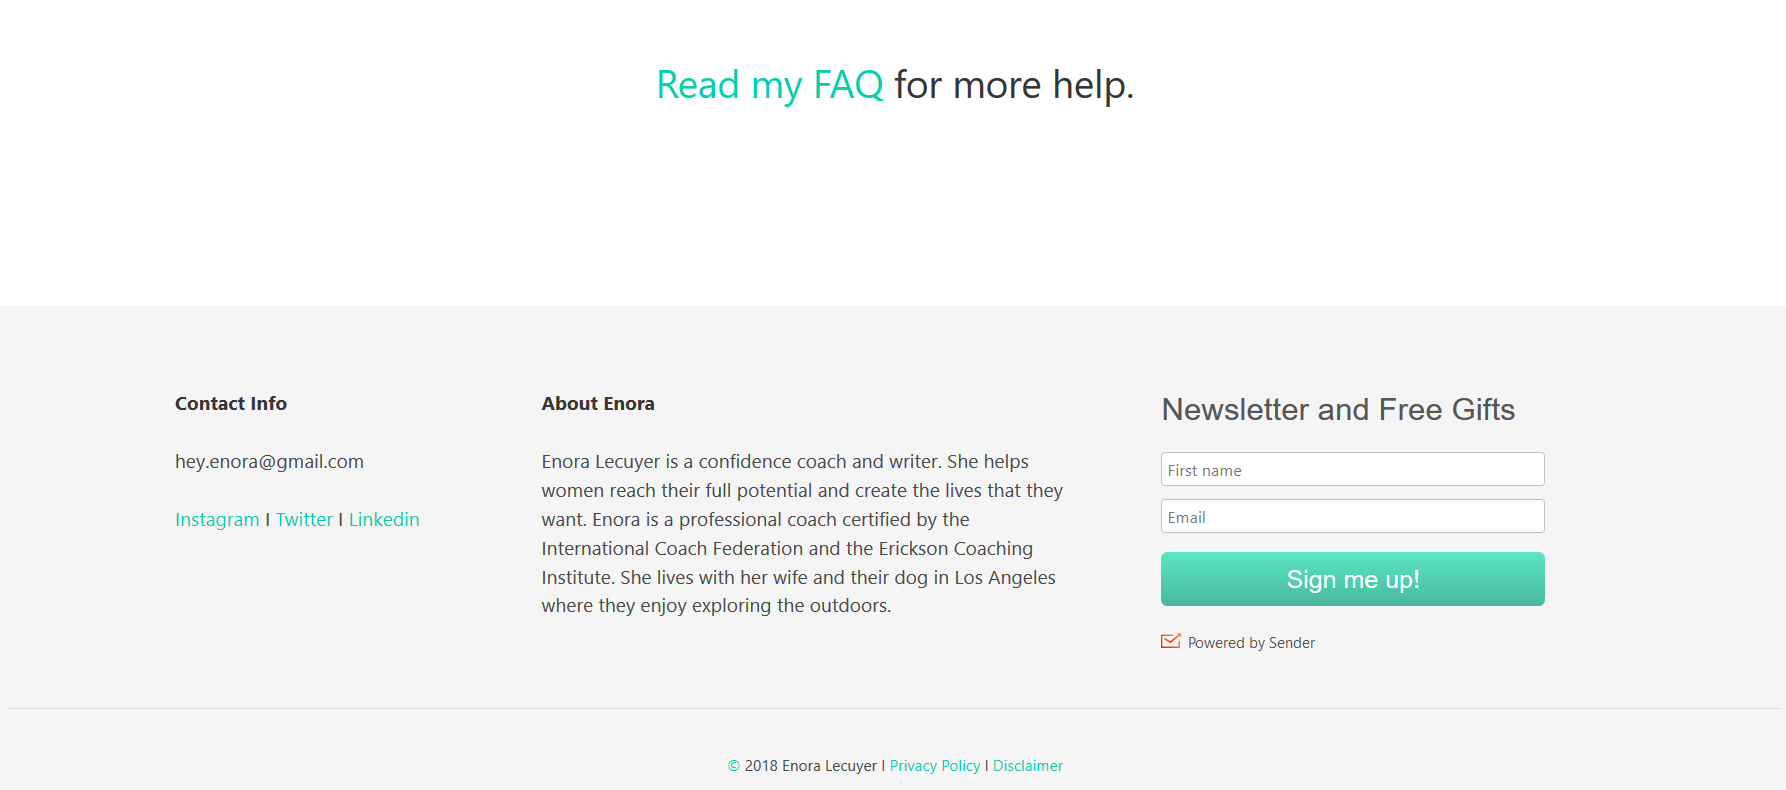 Read my FAQ for more help.
Contact Info
hey.enora@gmail.com
Instagram I Twitter I Linkedin
About Enora
Enora Lecuyer is a confidence coach and writer. She helps
women reach their full potential and create the lives that they
want. Enora is a professional coach certified by the
International Coach Federation and the Erickson Coaching
Institute. She lives with her wife and their dog in Los Angeles
where they enjoy exploring the outdoors.
Newsletter and Free Gifts
First name
Email
Sign me up!
Powered by Sender
© 2018 Enora Lecuyer I Privacy Policy I Disclaimer